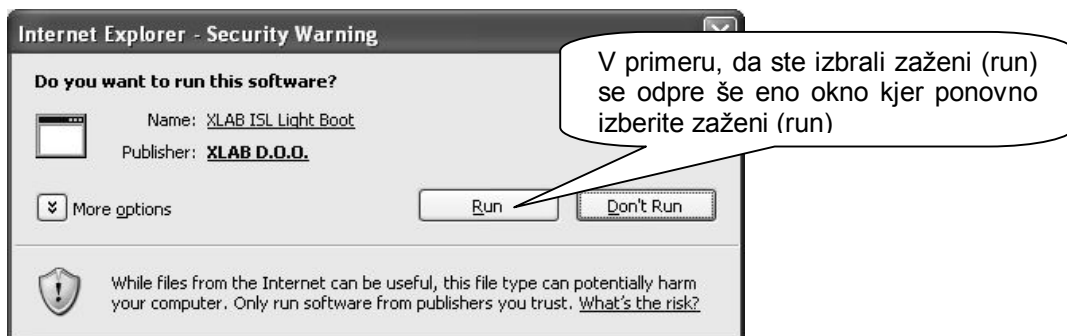 Internet Explorer - Security Warning
V primeru, da ste izbrali zaženi (run)
se odpre še eno okno kjer ponovno
izberite zaženi (run)
Do you want to run this software?
Name: XLAB ISL Light Boot
Publisher: XLAB D.O.O.
More options
Run
Don't Run
While files from the Internet can be useful, this file type can potentially harm
your computer. Only run software from publishers you trust. What's the risk?